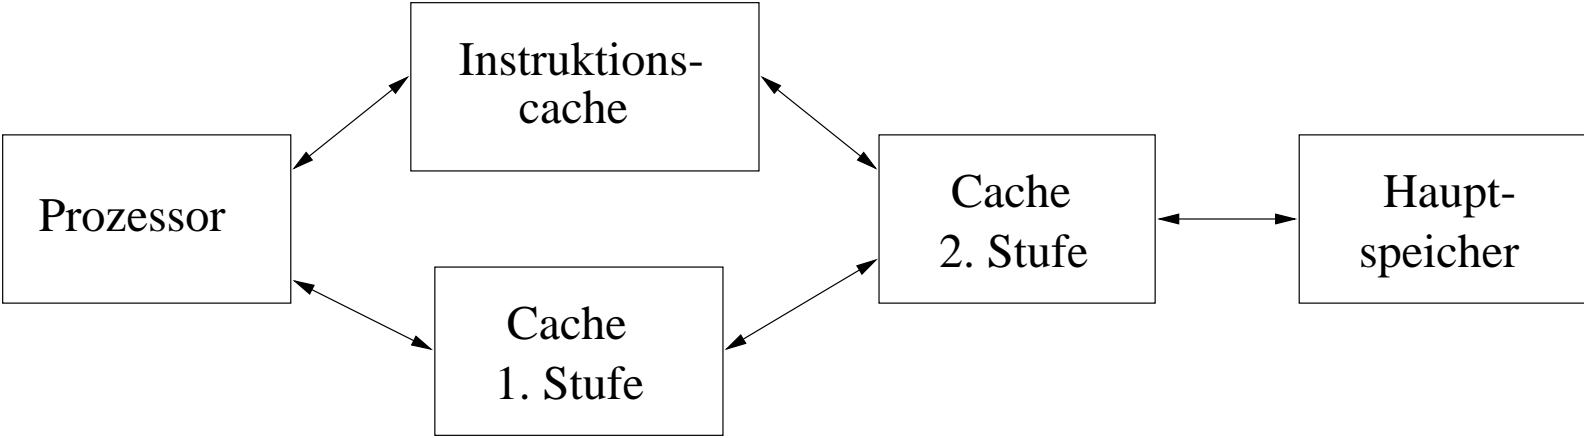 Instruktions-
cache
Prozessor
Cache
1. Stufe
Cache
2. Stufe
Haupt-
speicher